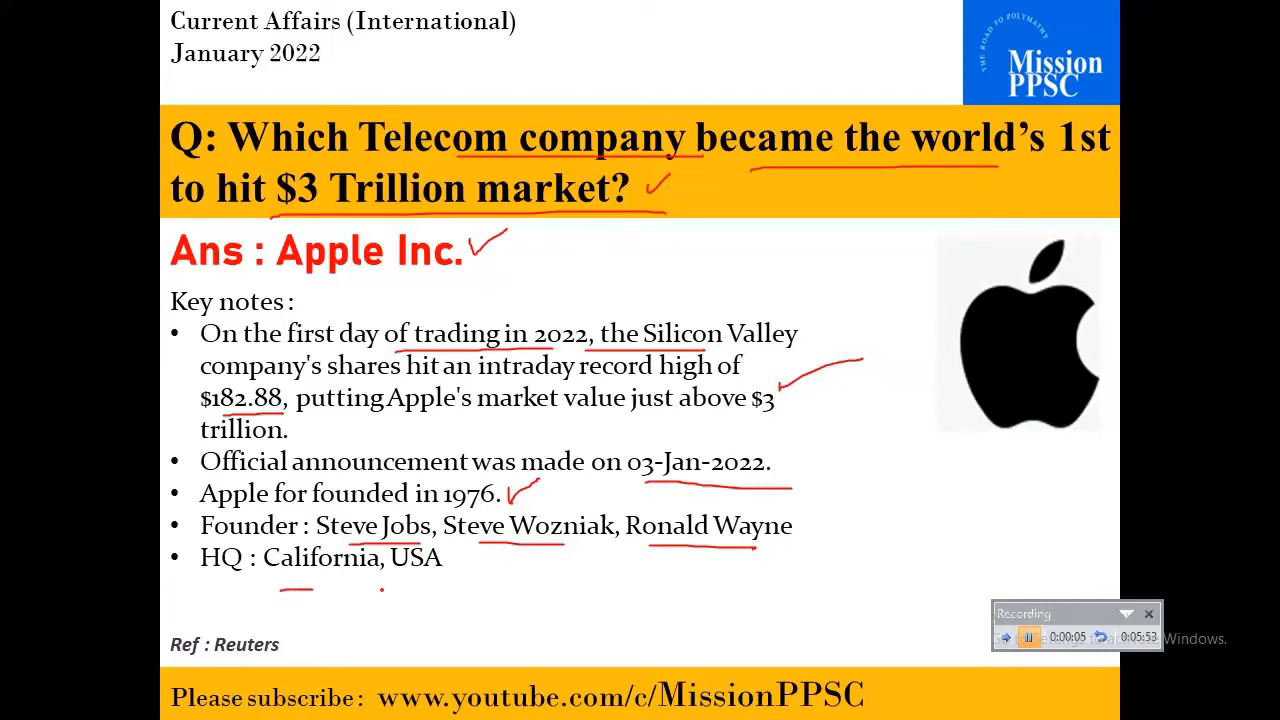 Current Affairs (International)
January 2022
THE ROAD TO POLYMATHY
Mission
PPSC
Q: Which Telecom company became the world's 1st
to hit $3 Trillion market?
Ans : Apple Inc.
Key notes :
• On the first day of trading in 2022, the Silicon Valley
company's shares hit an intraday record high of
$182.88, putting Apple's market value just above $3
trillion.
• Official announcement was made on 03-Jan-2022.
• Apple for founded in 1976.
• Founder : Steve Jobs, Steve Wozniak, Ronald Wayne
• HQ : California, USA
Recording
0:00:05 0:05:53
Windows.
Ref : Reuters
Please subscribe : www.youtube.com/c/MissionPPSC